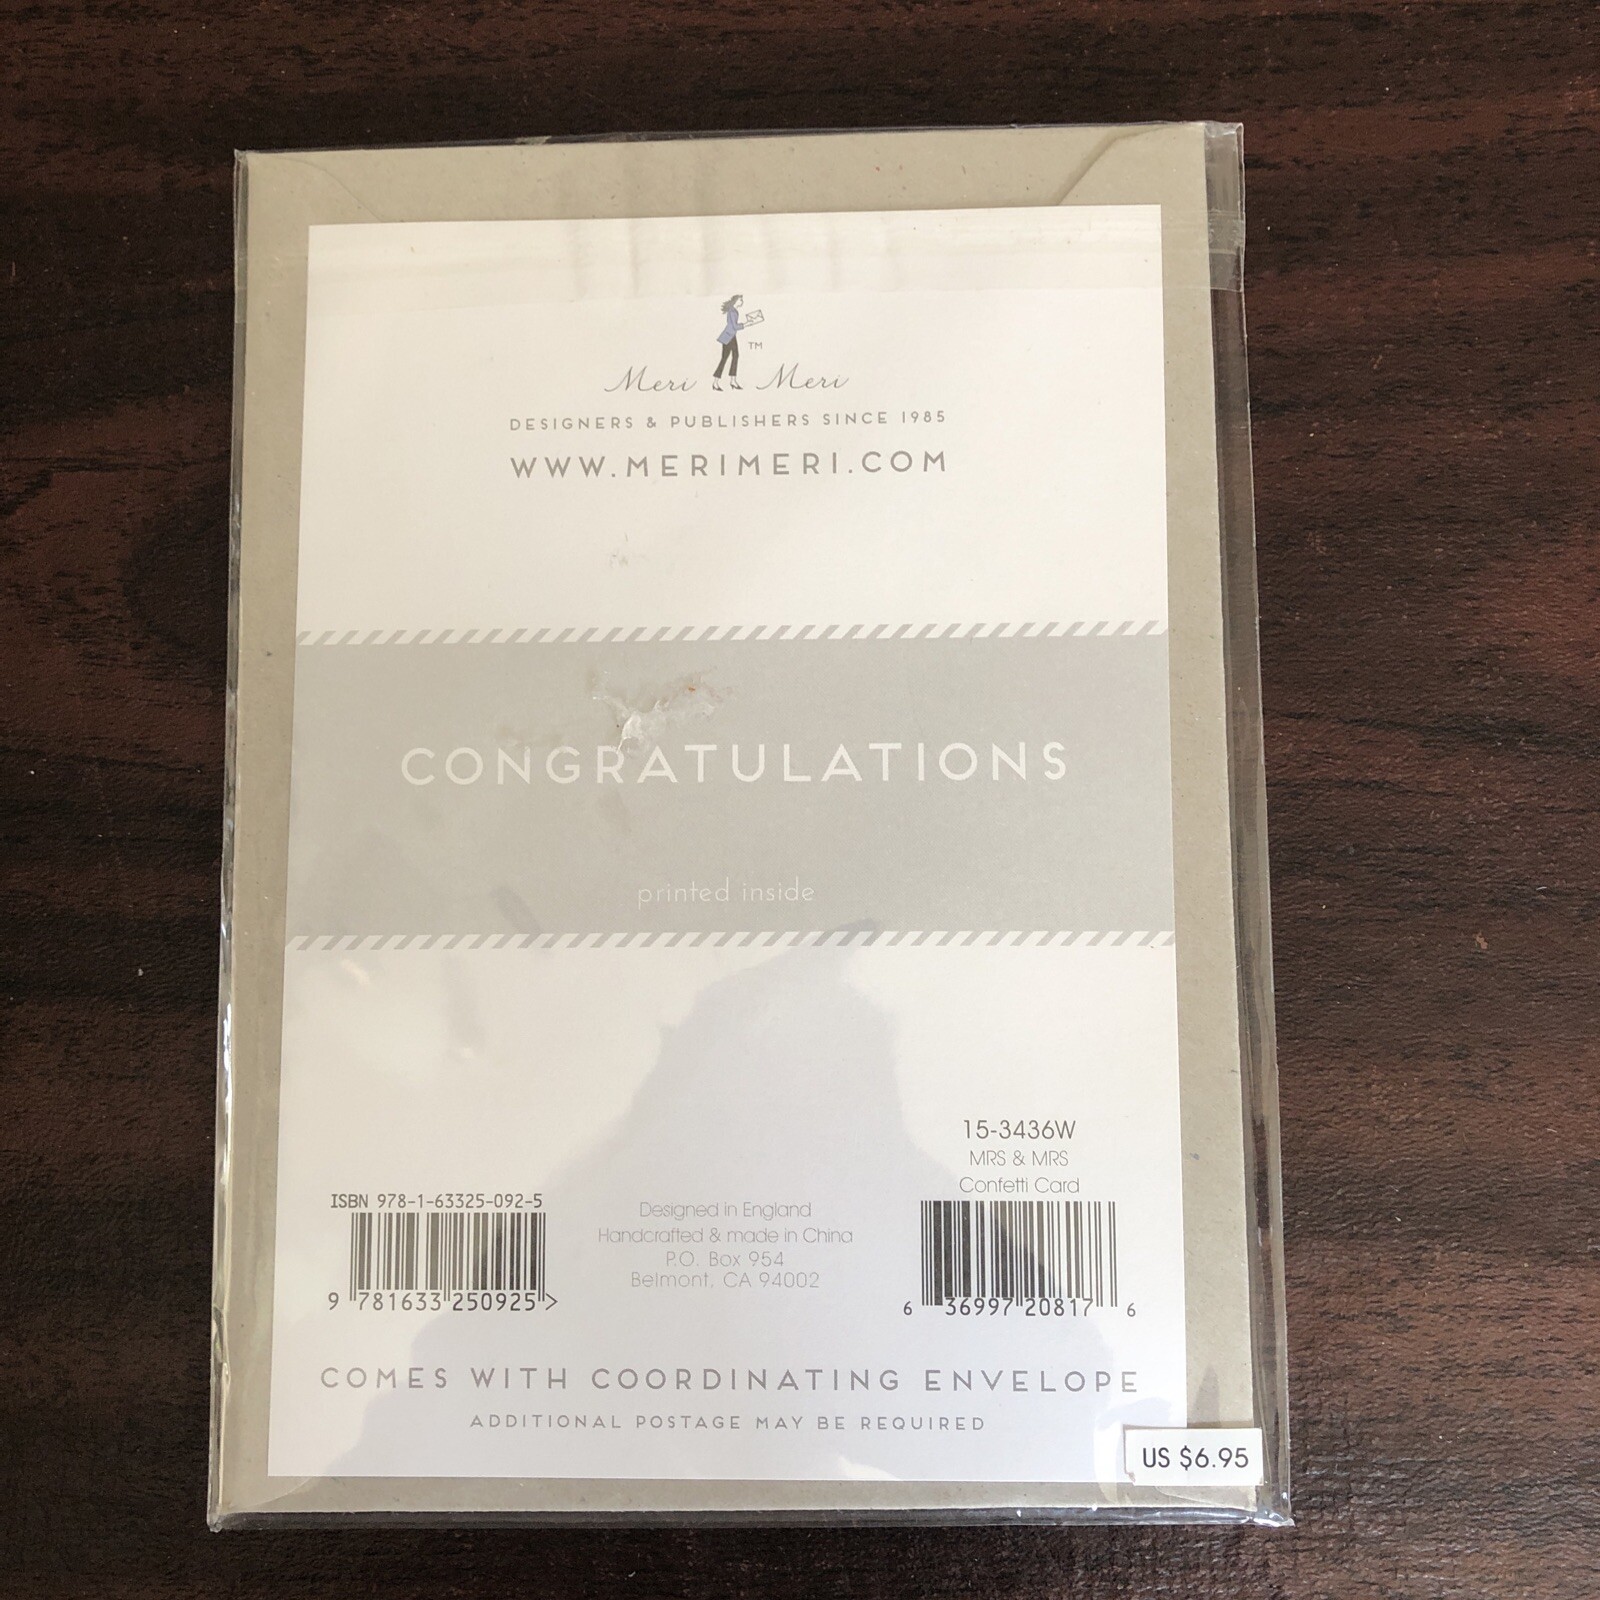 Meri Meri
TM
DESIGNERS & PUBLISHERS SINCE 1985
WWW.MERIMERI.COM
CONGRATULATIONS
printed inside
15-3436W
MRS & MRS
Confetti Card
ISBN 978-1-63325-092-5
9 781633 250925 >
Designed in England
Handcrafted & made in China
P.O. Box 954
Belmont, CA 94002
6 36997 20817 6
COMES WITH COORDINATING ENVELOPE
ADDITIONAL POSTAGE MAY BE REQUIRED
US $6.95